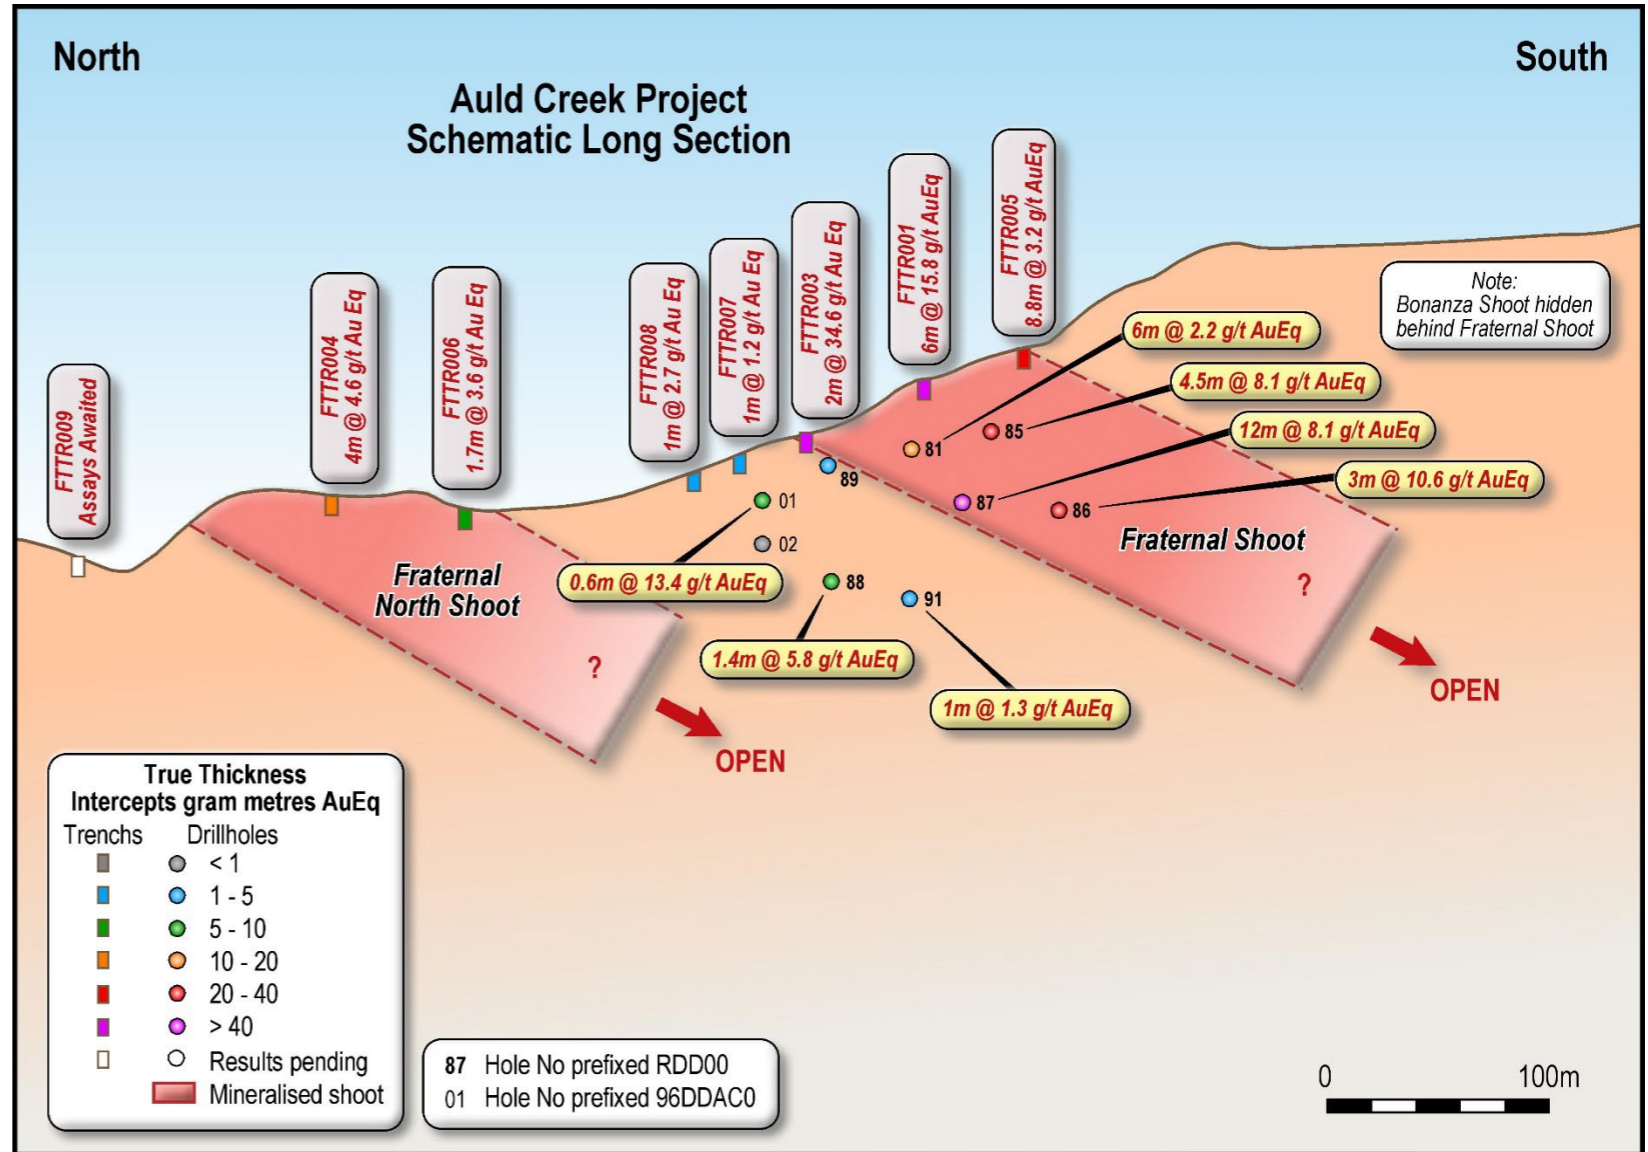 North
South
Auld Creek Project
Schematic Long Section
FTTR009
Assays Awaited
FTTR004
4m @ 4.6 g/t Au Eq
FTTR006
1.7m @ 3.6 g/t Au Eq
FTTR008
1m @ 2.7 g/t Au Eq
FTTR007
1m @ 1.2 g/t Au Eq
FTTR003
2m @ 34.6 g/t Au Eq
FTTR001
6m @ 15.8 g/t AuEq
FTTR005
8.8m @ 3.2 g/t AuEq
Note:
Bonanza Shoot hidden
behind Fraternal Shoot
6m @ 2.2 g/t AuEq
4.5m @ 8.1 g/t AuEq
12m @ 8.1 g/t AuEq
3m @ 10.6 g/t AuEq
85
81
89
87
86
01
02
88
91
Fraternal Shoot
?
OPEN
Fraternal
North Shoot
?
OPEN
0.6m @ 13.4 g/t AuEq
1.4m @ 5.8 g/t AuEq
1m @ 1.3 g/t AuEq
True Thickness
Intercepts gram metres AuEq
Trenchs Drillholes
< 1
1 - 5
5 - 10
10 - 20
20 - 40
> 40
Results pending
Mineralised shoot
87 Hole No prefixed RDD00
01 Hole No prefixed 96DDAC0
0 100m